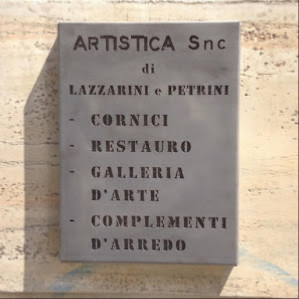 ARTISTICA Snc
di
LAZZARINI e PETRINI
- CORNICI
- RESTAURO
- GALLERIA
D'ARTE
- COMPLEMENTI
D'ARREDO